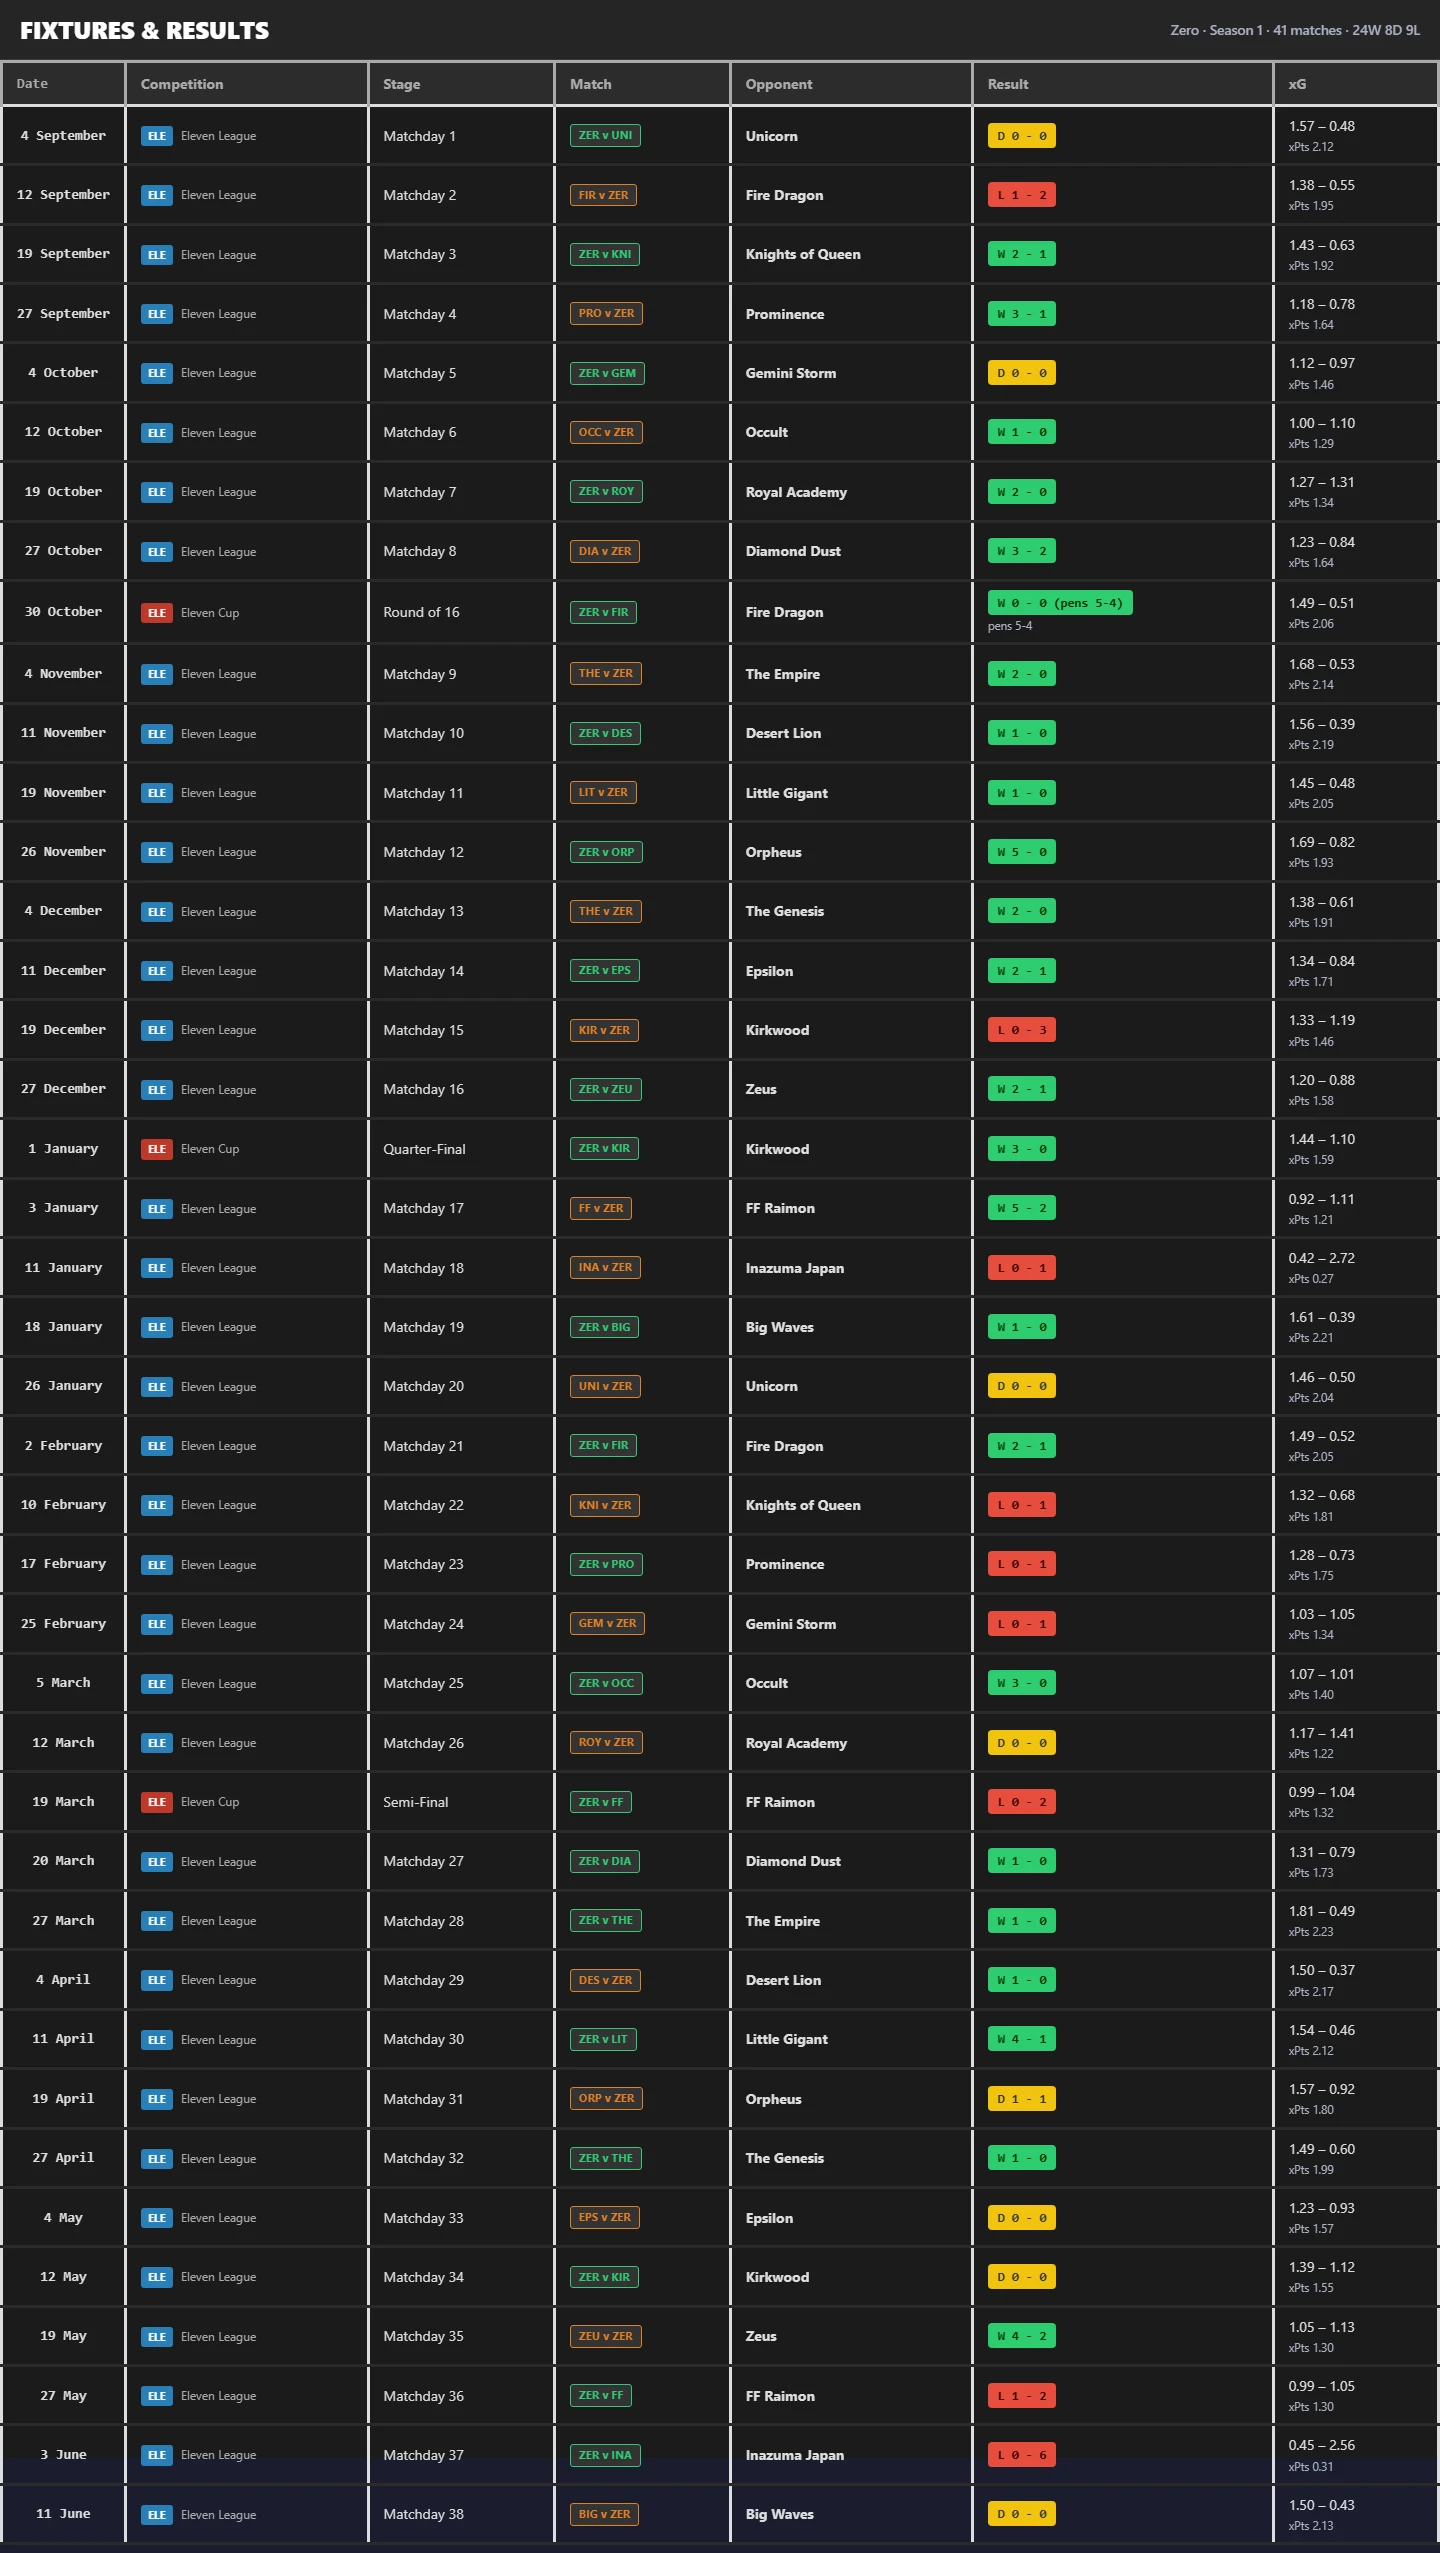 FIXTURES & RESULTS
Zero · Season 1 · 41 matches · 24W 8D 9L
Date Competition Stage Match Opponent Result xG
4 September ELE Eleven League Matchday 1 ZER v UNI Unicorn D 0 - 0 1.57 – 0.48
xPts 2.12
12 September ELE Eleven League Matchday 2 FIR v ZER Fire Dragon L 1 - 2 1.38 – 0.55
xPts 1.95
19 September ELE Eleven League Matchday 3 ZER v KNI Knights of Queen W 2 - 1 1.43 – 0.63
xPts 1.92
27 September ELE Eleven League Matchday 4 PRO v ZER Prominence W 3 - 1 1.18 – 0.78
xPts 1.64
4 October ELE Eleven League Matchday 5 ZER v GEM Gemini Storm D 0 - 0 1.12 – 0.97
xPts 1.46
12 October ELE Eleven League Matchday 6 OCC v ZER Occult W 1 - 0 1.00 – 1.10
xPts 1.29
19 October ELE Eleven League Matchday 7 ZER v ROY Royal Academy W 2 - 0 1.27 – 1.31
xPts 1.34
27 October ELE Eleven League Matchday 8 DIA v ZER Diamond Dust W 3 - 2 1.23 – 0.84
xPts 1.64
30 October ELE Eleven Cup Round of 16 ZER v FIR Fire Dragon W 0 - 0 (pens 5-4) 1.49 – 0.51
pens 5-4 xPts 2.06
4 November ELE Eleven League Matchday 9 THE v ZER The Empire W 2 - 0 1.68 – 0.53
xPts 2.14
11 November ELE Eleven League Matchday 10 ZER v DES Desert Lion W 1 - 0 1.56 – 0.39
xPts 2.19
19 November ELE Eleven League Matchday 11 LIT v ZER Little Gigant W 1 - 0 1.45 – 0.48
xPts 2.05
26 November ELE Eleven League Matchday 12 ZER v ORP Orpheus W 5 - 0 1.69 – 0.82
xPts 1.93
4 December ELE Eleven League Matchday 13 THE v ZER The Genesis W 2 - 0 1.38 – 0.61
xPts 1.91
11 December ELE Eleven League Matchday 14 ZER v EPS Epsilon W 2 - 1 1.34 – 0.84
xPts 1.71
19 December ELE Eleven League Matchday 15 KIR v ZER Kirkwood L 0 - 3 1.33 – 1.19
xPts 1.46
27 December ELE Eleven League Matchday 16 ZER v ZEU Zeus W 2 - 1 1.20 – 0.88
xPts 1.58
1 January ELE Eleven Cup Quarter-Final ZER v KIR Kirkwood W 3 - 0 1.44 – 1.10
xPts 1.59
3 January ELE Eleven League Matchday 17 FF v ZER FF Raimon W 5 - 2 0.92 – 1.11
xPts 1.21
11 January ELE Eleven League Matchday 18 INA v ZER Inazuma Japan L 0 - 1 0.42 – 2.72
xPts 0.27
18 January ELE Eleven League Matchday 19 ZER v BIG Big Waves W 1 - 0 1.61 – 0.39
xPts 2.21
26 January ELE Eleven League Matchday 20 UNI v ZER Unicorn D 0 - 0 1.46 – 0.50
xPts 2.04
2 February ELE Eleven League Matchday 21 ZER v FIR Fire Dragon W 2 - 1 1.49 – 0.52
xPts 2.05
10 February ELE Eleven League Matchday 22 KNI v ZER Knights of Queen L 0 - 1 1.32 – 0.68
xPts 1.81
17 February ELE Eleven League Matchday 23 ZER v PRO Prominence L 0 - 1 1.28 – 0.73
xPts 1.75
25 February ELE Eleven League Matchday 24 GEM v ZER Gemini Storm L 0 - 1 1.03 – 1.05
xPts 1.34
5 March ELE Eleven League Matchday 25 ZER v OCC Occult W 3 - 0 1.07 – 1.01
xPts 1.40
12 March ELE Eleven League Matchday 26 ROY v ZER Royal Academy D 0 - 0 1.17 – 1.41
xPts 1.22
19 March ELE Eleven Cup Semi-Final ZER v FF FF Raimon L 0 - 2 0.99 – 1.04
xPts 1.32
20 March ELE Eleven League Matchday 27 ZER v DIA Diamond Dust W 1 - 0 1.31 – 0.79
xPts 1.73
27 March ELE Eleven League Matchday 28 ZER v THE The Empire W 1 - 0 1.81 – 0.49
xPts 2.23
4 April ELE Eleven League Matchday 29 DES v ZER Desert Lion W 1 - 0 1.50 – 0.37
xPts 2.17
11 April ELE Eleven League Matchday 30 ZER v LIT Little Gigant W 4 - 1 1.54 – 0.46
xPts 2.12
19 April ELE Eleven League Matchday 31 ORP v ZER Orpheus D 1 - 1 1.57 – 0.92
xPts 1.80
27 April ELE Eleven League Matchday 32 ZER v THE The Genesis W 1 - 0 1.49 – 0.60
xPts 1.99
4 May ELE Eleven League Matchday 33 EPS v ZER Epsilon D 0 - 0 1.23 – 0.93
xPts 1.57
12 May ELE Eleven League Matchday 34 ZER v KIR Kirkwood D 0 - 0 1.39 – 1.12
xPts 1.55
19 May ELE Eleven League Matchday 35 ZEU v ZER Zeus W 4 - 2 1.05 – 1.13
xPts 1.30
27 May ELE Eleven League Matchday 36 ZER v FF FF Raimon L 1 - 2 0.99 – 1.05
xPts 1.30
3 June ELE Eleven League Matchday 37 ZER v INA Inazuma Japan L 0 - 6 0.45 – 2.56
xPts 0.31
11 June ELE Eleven League Matchday 38 BIG v ZER Big Waves D 0 - 0 1.50 – 0.43
xPts 2.13